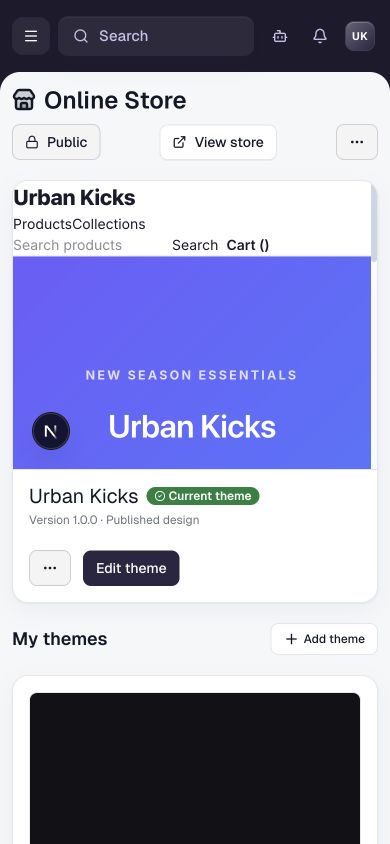 Search
UK
Online Store
Public
View store
Urban Kicks
ProductsCollections
Search products Search Cart ()
NEW SEASON ESSENTIALS
N
Urban Kicks
Urban Kicks Current theme
Version 1.0.0 · Published design
Edit theme
My themes
Add theme